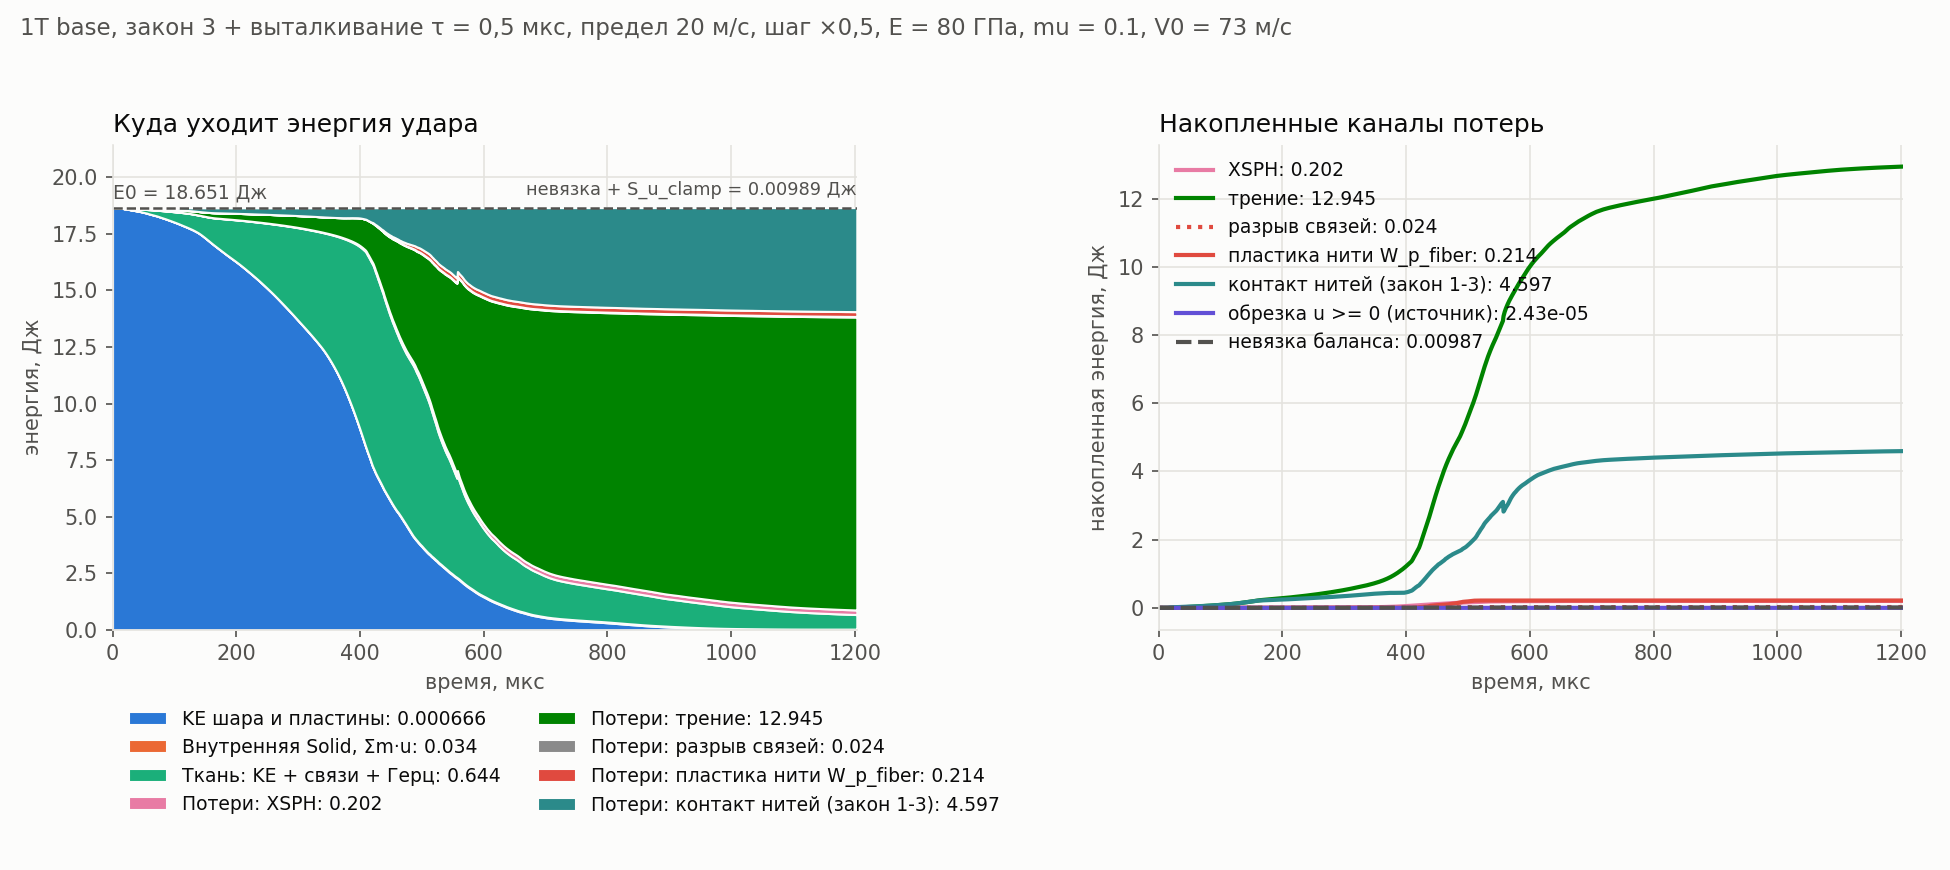 1T base, закон 3 + выталкивание τ = 0,5 мкс, предел 20 м/с, шаг ×0,5, E = 80 ГПа, mu = 0.1, V0 = 73 м/с
Куда уходит энергия удара
E0 = 18.651 Дж
невязка + S_u_clamp = 0.00989 Дж
энергия, Дж
20.0
17.5
15.0
12.5
10.0
7.5
5.0
2.5
0.0
0 200 400 600 800 1000 1200
время, мкс
KE шара и пластины: 0.000666
Внутренняя Solid, Σm·u: 0.034
Ткань: KE + связи + Герц: 0.644
Потери: XSPH: 0.202
Потери: трение: 12.945
Потери: разрыв связей: 0.024
Потери: пластика нити W_p_fiber: 0.214
Потери: контакт нитей (закон 1-3): 4.597
Накопленные каналы потерь
XSPH: 0.202
трение: 12.945
разрыв связей: 0.024
пластика нити W_p_fiber: 0.214
контакт нитей (закон 1-3): 4.597
обрезка u >= 0 (источник): 2.43e-05
невязка баланса: 0.00987
накопленная энергия, Дж
12
10
8
6
4
2
0
0 200 400 600 800 1000 1200
время, мкс